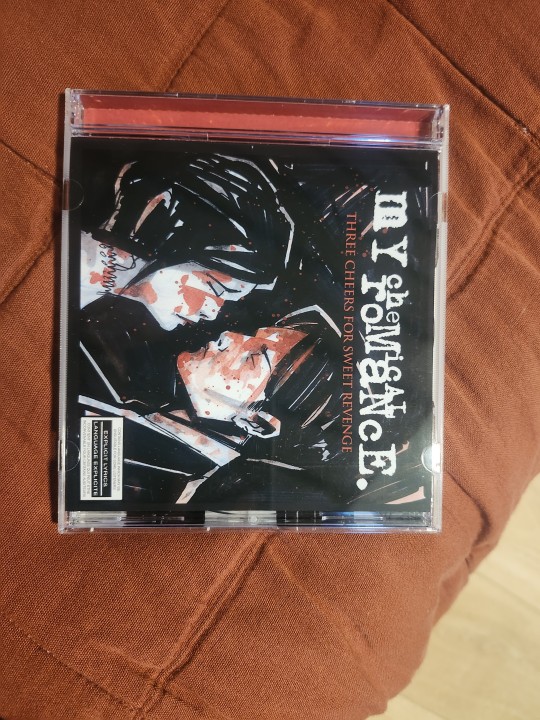 mY cheMicAL
RoMaNcE.
THREE CHEERS FOR SWEET REVENGE
EXPLICIT LYRICS
LANGUAGE EXPLICITE